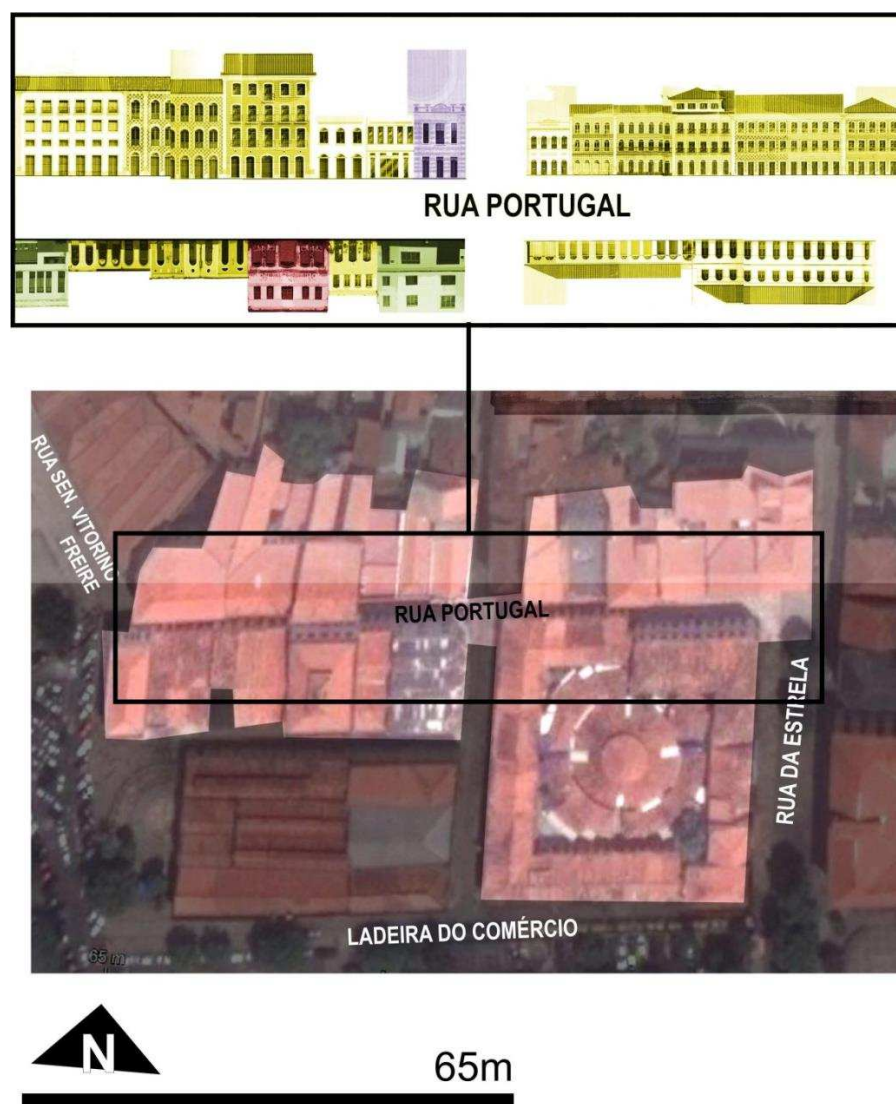 RUA PORTUGAL
RUA SEN. VITORINO
FREIRE
RUA PORTUGAL
RUA DA ESTRELA
LADEIRA DO COMÉRCIO
65 m
N
65m